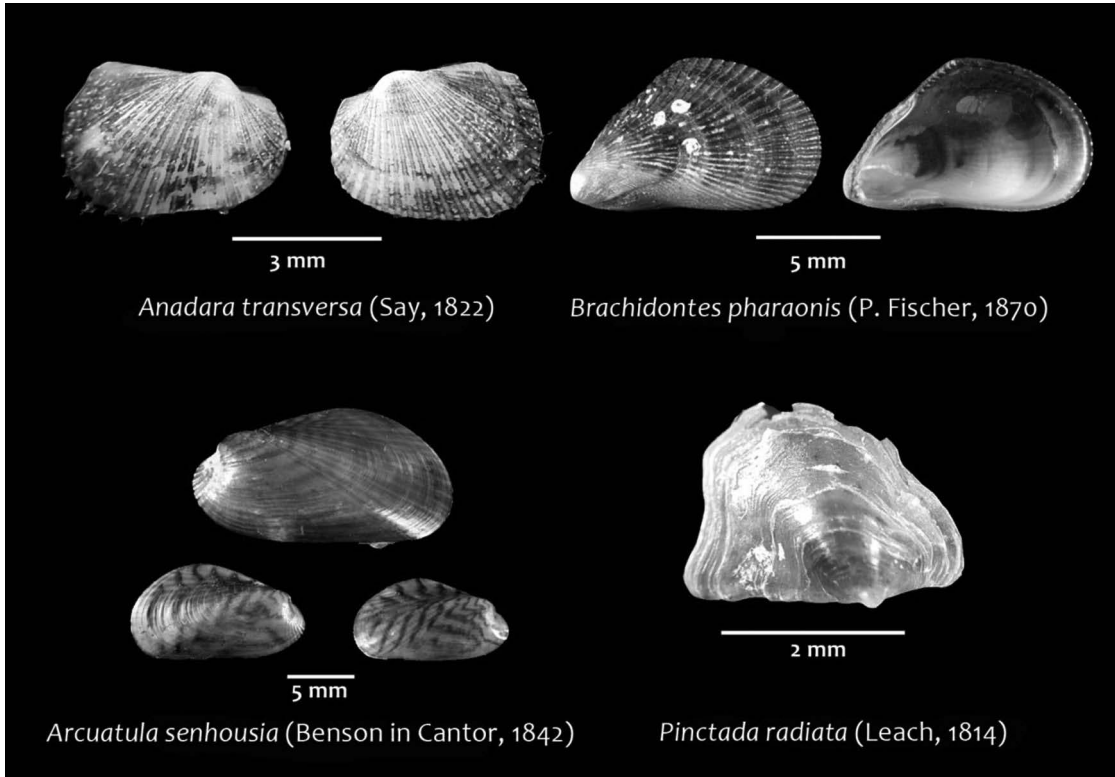 3 mm
5 mm
Anadara transversa (Say, 1822)
Brachidontes pharaonis (P. Fischer, 1870)
5 mm
2 mm
Arcuatula senhousia (Benson in Cantor, 1842)
Pinctada radiata (Leach, 1814)